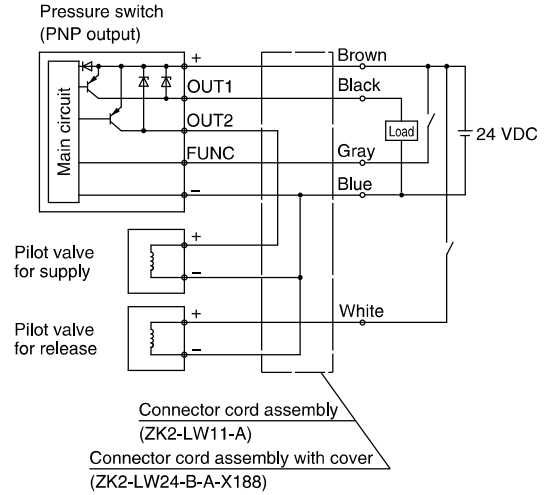 Pressure switch
(PNP output)
Main circuit
+
OUT1
OUT2
FUNC
−
Brown
Black
Load
24 VDC
Gray
Blue
Pilot valve
for supply
+
−
Pilot valve
for release
+
−
White
Connector cord assembly
(ZK2-LW11-A)
Connector cord assembly with cover
(ZK2-LW24-B-A-X188)